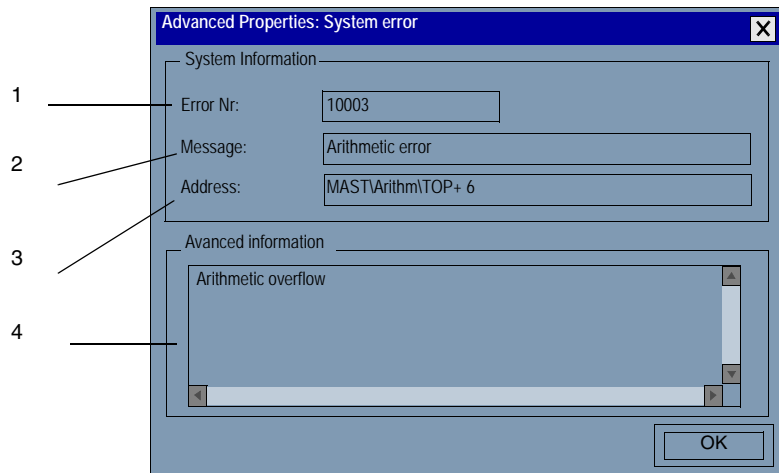 Advanced Properties: System error
X
System Information
1
Error Nr: 10003
2
Message: Arithmetic error
Address: MAST\Arithm\TOP+ 6
3
Avanced information
Arithmetic overflow
4
OK